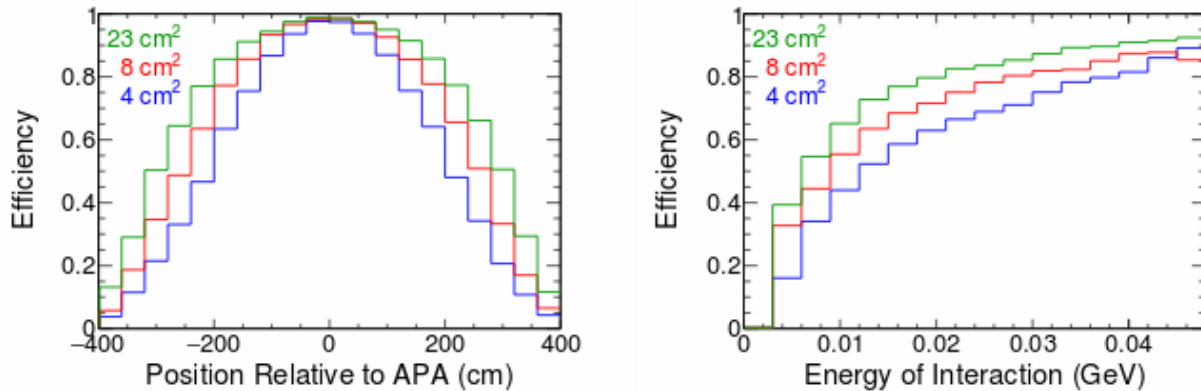 1
0.8
0.6
0.4
0.2
0
Efficiency
23 cm²
8 cm²
4 cm²
−400
−200
0
200
400
Position Relative to APA (cm)
1
0.8
0.6
0.4
0.2
0
Efficiency
23 cm²
8 cm²
4 cm²
0
0.01
0.02
0.03
0.04
Energy of Interaction (GeV)